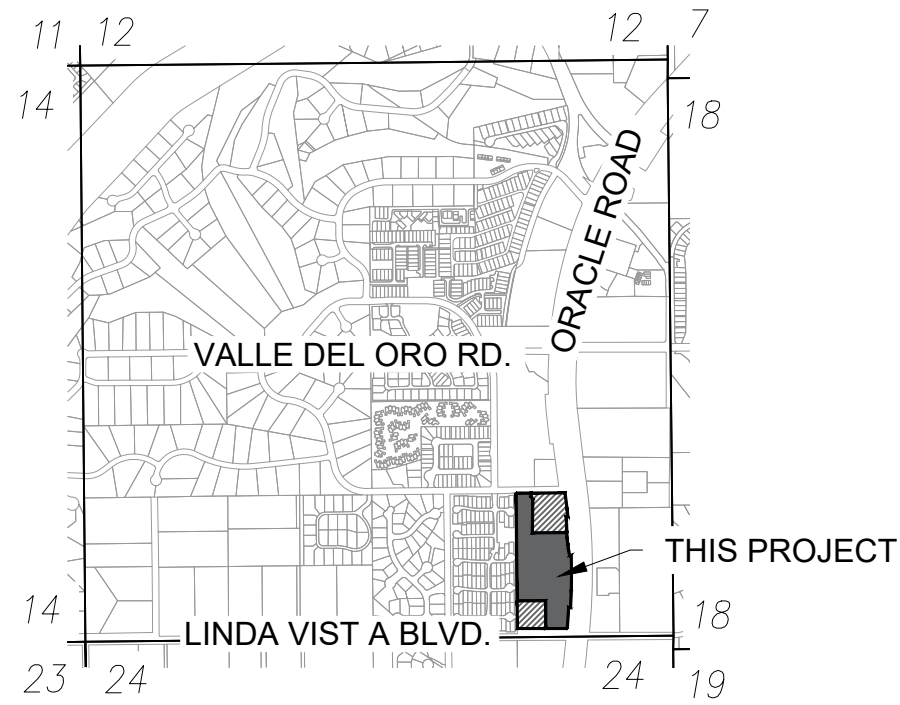 11 12
12 7
14
18
ORACLE ROAD
VALLE DEL ORO RD.
THIS PROJECT
14
18
LINDA VIST A BLVD.
23 24
24 19